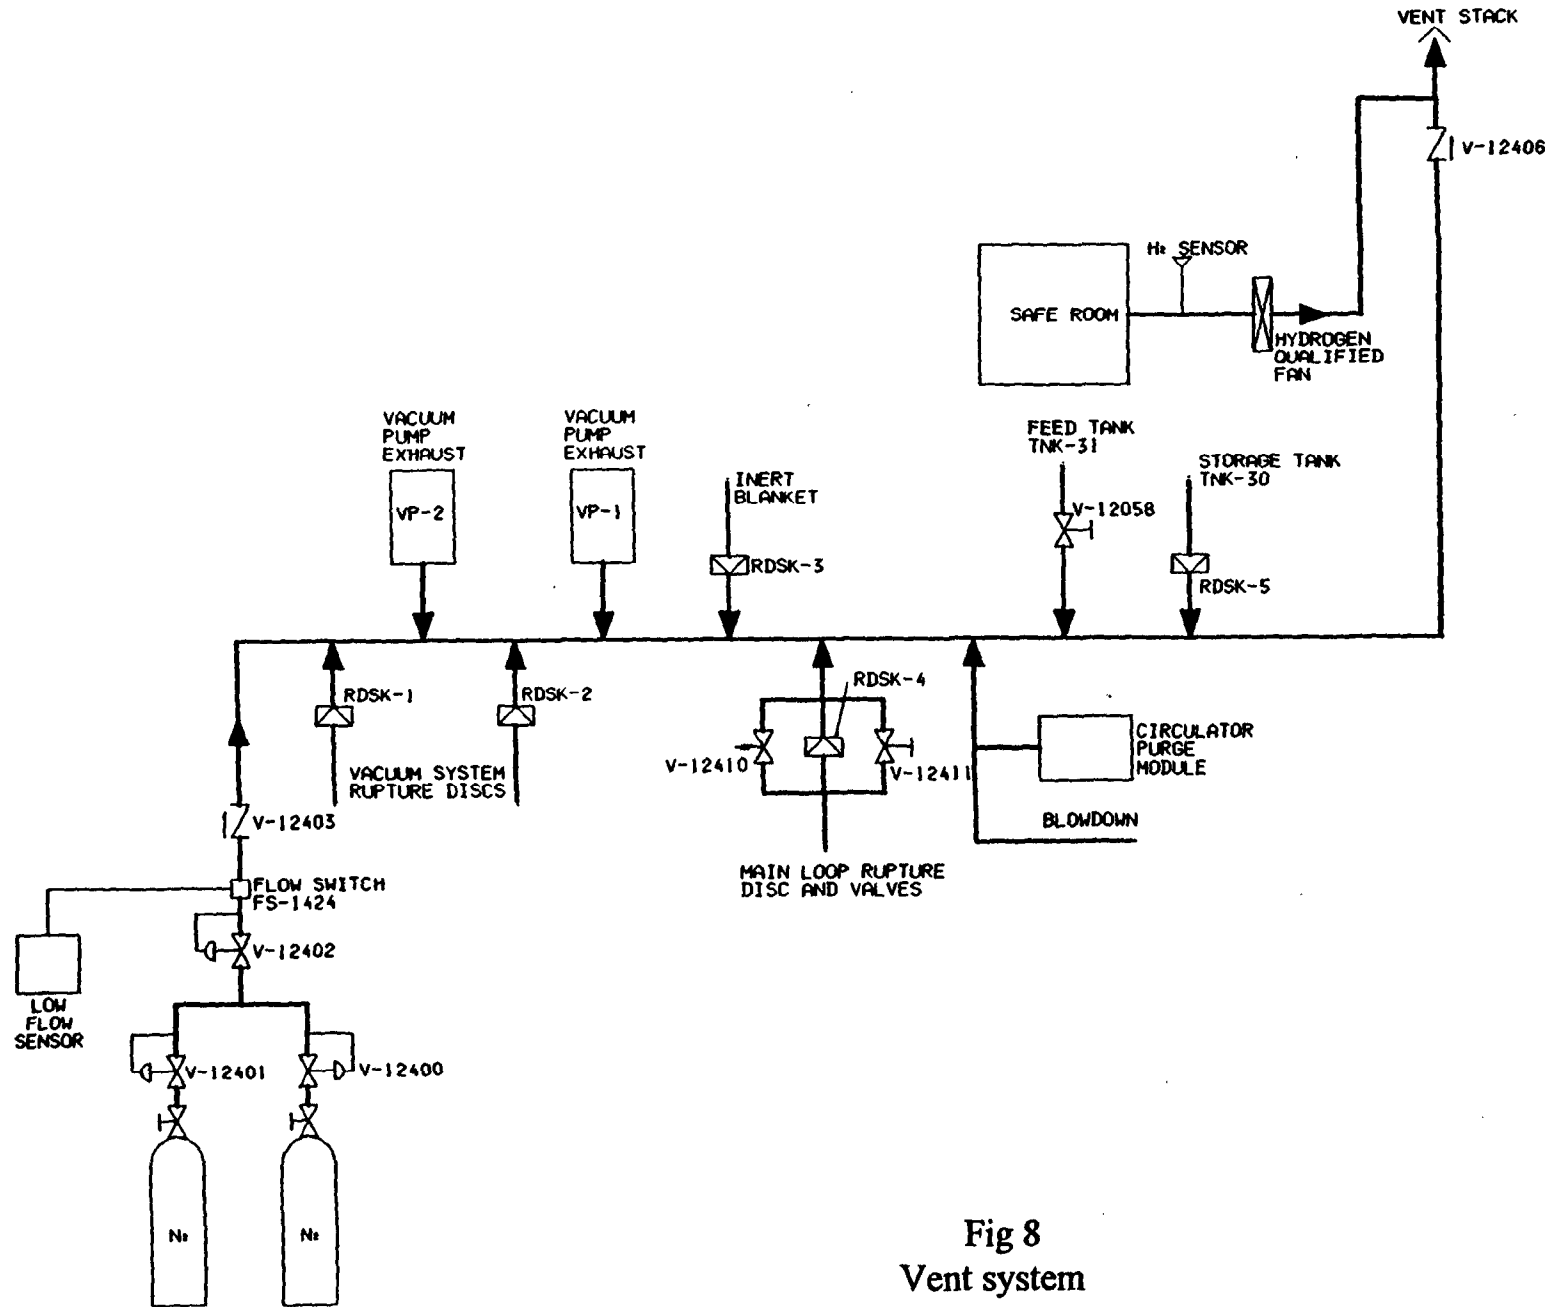 VENT STACK
V-12406
H₂ SENSOR
SAFE ROOM
HYDROGEN
QUALIFIED
FAN
VACUUM
PUMP
EXHAUST
VP-2
VACUUM
PUMP
EXHAUST
VP-1
INERT
BLANKET
RDSK-3
FEED TANK
TNK-31
V-12058
STORAGE TANK
TNK-30
RDSK-5
RDSK-1
RDSK-2
VACUUM SYSTEM
RUPTURE DISCS
RDSK-4
V-12410
V-12411
MAIN LOOP RUPTURE
DISC AND VALVES
CIRCULATOR
PURGE
MODULE
BLOWDOWN
V-12403
FLOW SWITCH
FS-1424
V-12402
LOW
FLOW
SENSOR
V-12401
V-12400
N₂
N₂
Fig 8
Vent system